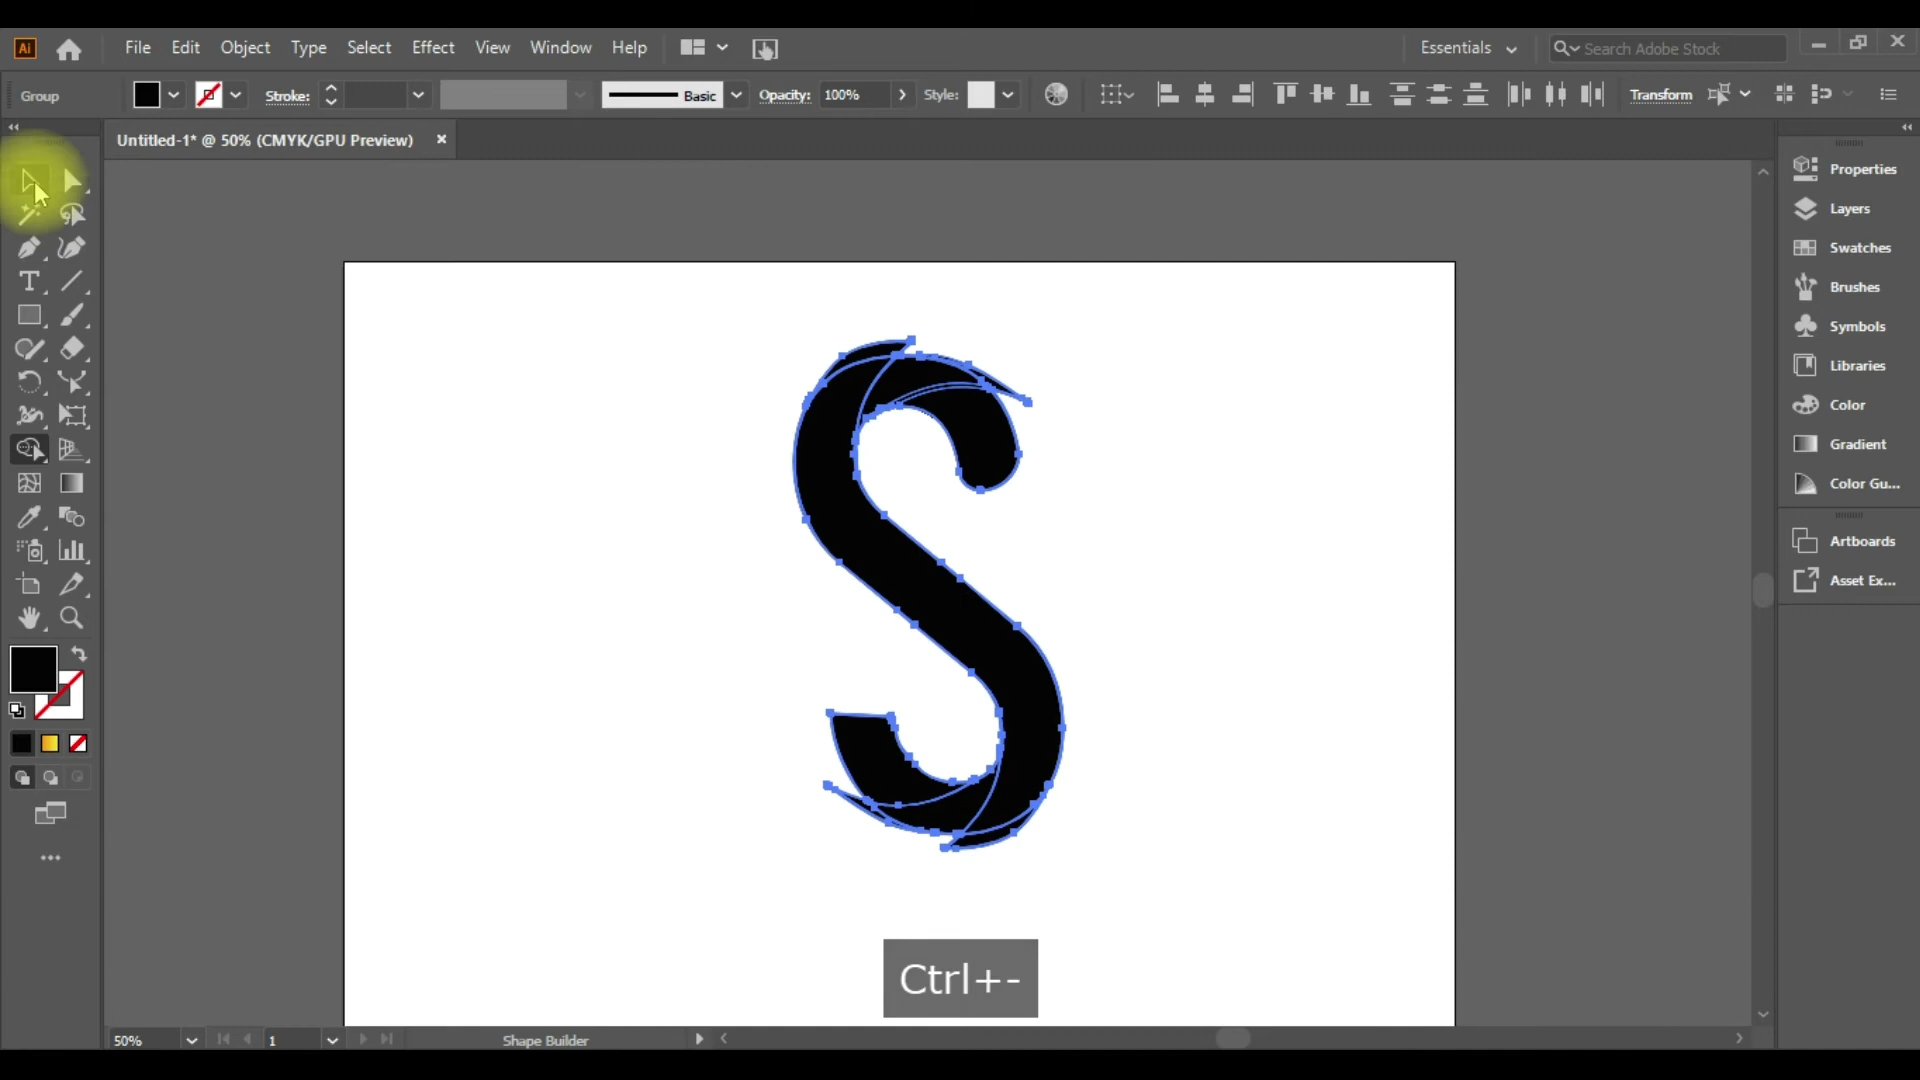 Ai File Edit Object Type Select Effect View Window Help Essentials Search Adobe Stock
Group Stroke: Basic Opacity: 100% Style: Transform
Untitled-1* @ 50% (CMYK/GPU Preview)
Properties
Layers
Swatches
Brushes
Symbols
Libraries
Color
Gradient
Color Gu...
Artboards
Asset Ex...
S
Ctrl+-
50% 1 Shape Builder